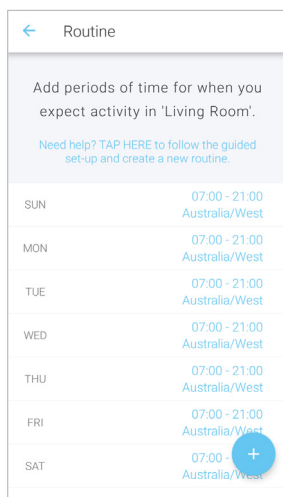 Routine
Add periods of time for when you
expect activity in 'Living Room'.
Need help? TAP HERE to follow the guided
set-up and create a new routine.
SUN 07:00 - 21:00
Australia/West
MON 07:00 - 21:00
Australia/West
TUE 07:00 - 21:00
Australia/West
WED 07:00 - 21:00
Australia/West
THU 07:00 - 21:00
Australia/West
FRI 07:00 - 21:00
Australia/West
SAT 07:00 -
Australia/West